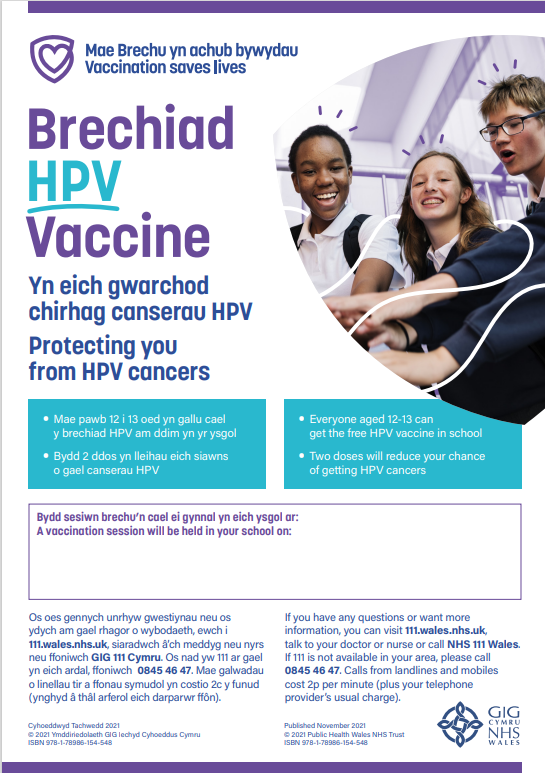 Mae Brechu yn achub bywydau
Vaccination saves lives
Brechiad
HPV
Vaccine
Yn eich gwarchod
chirhag canserau HPV
Protecting you
from HPV cancers
• Mae pawb 12 i 13 oed yn gallu cael
y brechiad HPV am ddim yn yr ysgol
• Bydd 2 ddos yn lleihau eich siawns
o gael canserau HPV
• Everyone aged 12-13 can
get the free HPV vaccine in school
• Two doses will reduce your chance
of getting HPV cancers
Bydd sesiwn brechu'n cael ei gynnal yn eich ysgol ar:
A vaccination session will be held in your school on:
Os oes gennych unrhyw gwestiynau neu os
ydych am gael rhagor o wybodaeth, ewch i
111.wales.nhs.uk, siaradwch â'ch meddyg neu nyrs
neu ffoniwch GIG 111 Cymru. Os nad yw 111 ar gael
yn eich ardal, ffoniwch 0845 46 47. Mae galwadau
o linellau tir a ffonau symudol yn costio 2c y funud
(ynghyd â thâl arferol eich darparwr ffôn).
If you have any questions or want more
information, you can visit 111.wales.nhs.uk,
talk to your doctor or nurse or call NHS 111 Wales.
If 111 is not available in your area, please call
0845 46 47. Calls from landlines and mobiles
cost 2p per minute (plus your telephone
provider's usual charge).
Cyhoeddwyd Tachwedd 2021
© 2021 Ymddiriedolaeth GIG Iechyd Cyhoeddus Cymru
ISBN 978-1-78986-154-548
Published November 2021
© 2021 Public Health Wales NHS Trust
ISBN 978-1-78986-154-548
GIG
CYMRU
NHS
WALES